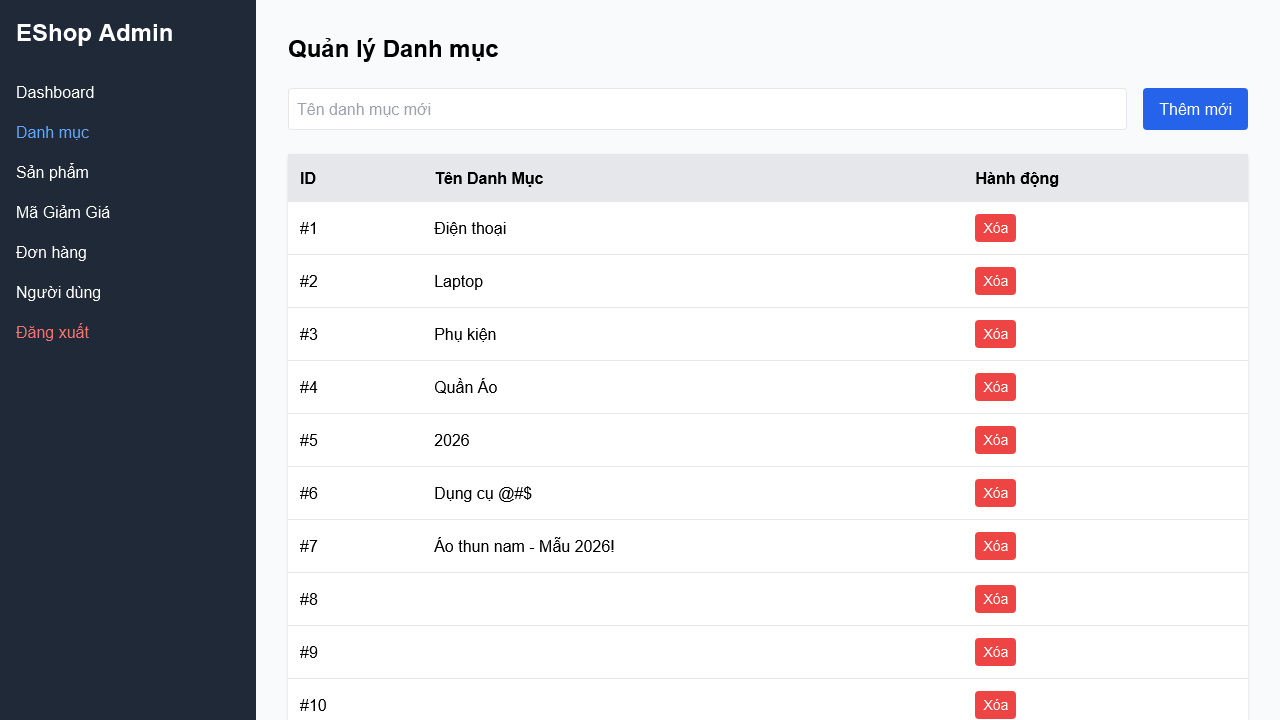 EShop Admin
Dashboard
Danh mục
Sản phẩm
Mã Giảm Giá
Đơn hàng
Người dùng
Đăng xuất
Quản lý Danh mục
Tên danh mục mới
Thêm mới
ID Tên Danh Mục Hành động
#1 Điện thoại Xóa
#2 Laptop Xóa
#3 Phụ kiện Xóa
#4 Quần Áo Xóa
#5 2026 Xóa
#6 Dụng cụ @#$ Xóa
#7 Áo thun nam - Mẫu 2026! Xóa
#8 Xóa
#9 Xóa
#10 Xóa